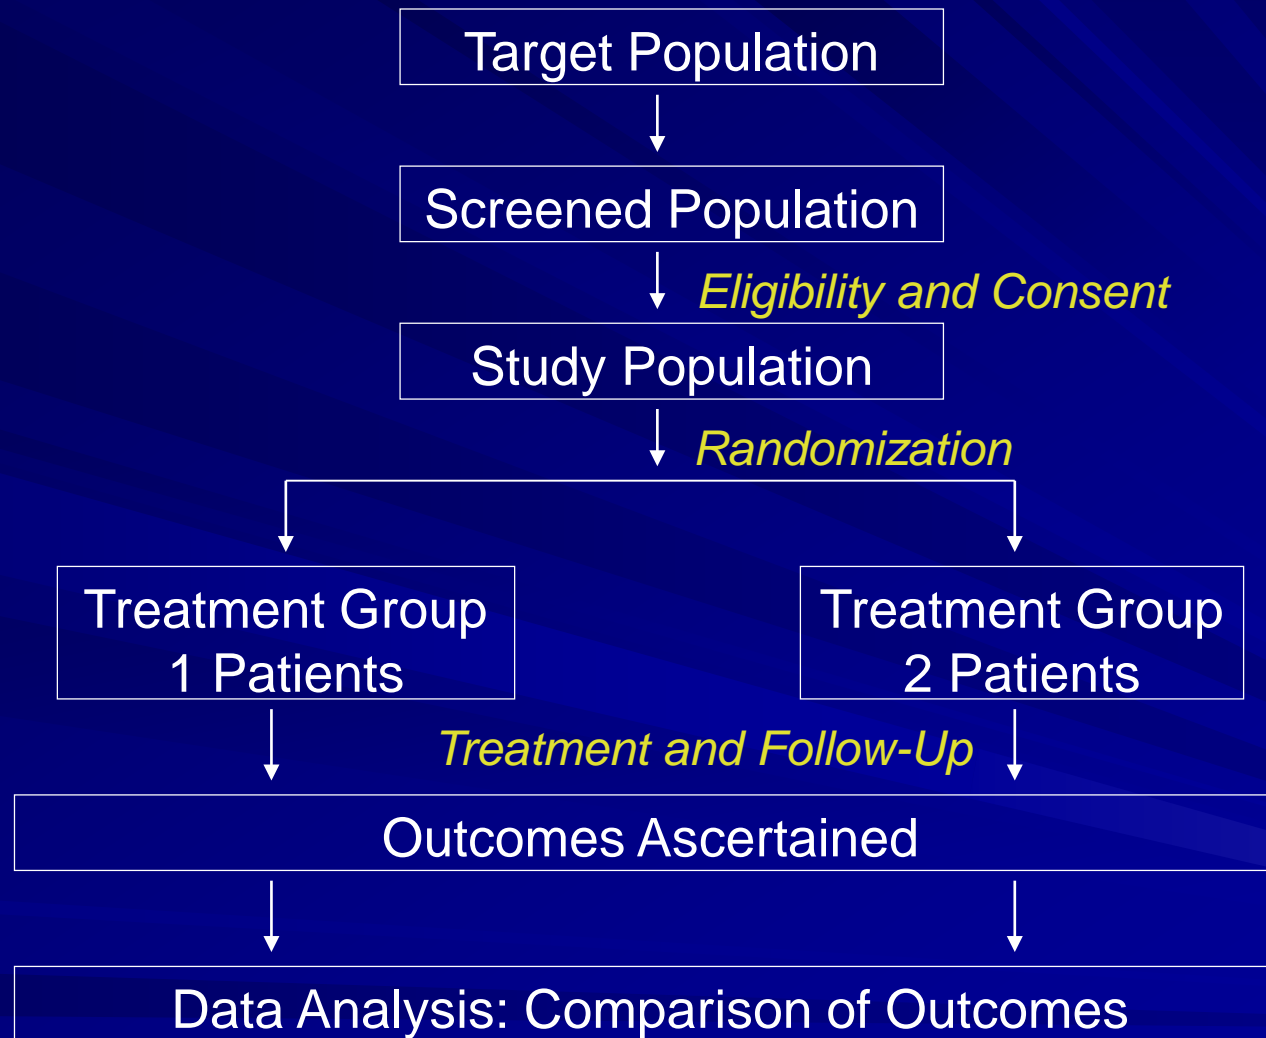 Target Population
Screened Population
Eligibility and Consent
Study Population
Randomization
Treatment Group
1 Patients
Treatment Group
2 Patients
Treatment and Follow-Up
Outcomes Ascertained
Data Analysis: Comparison of Outcomes